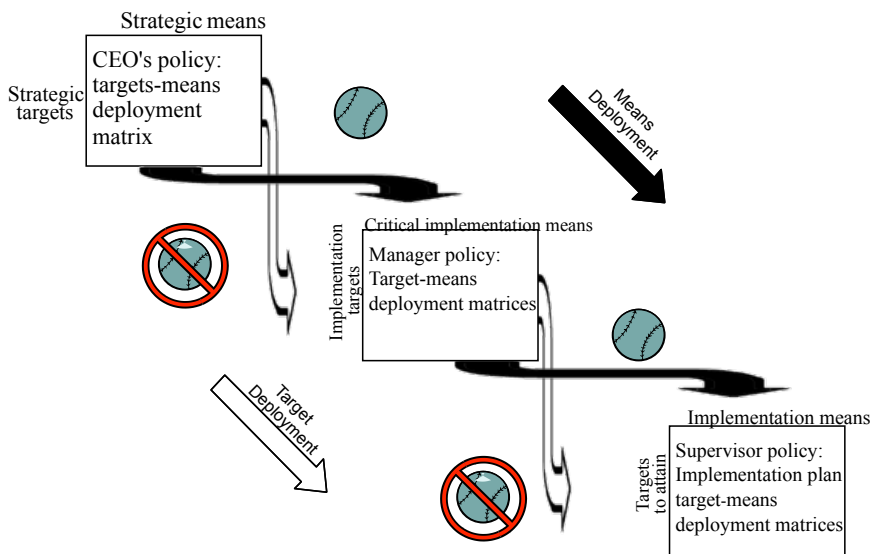 Strategic means
Strategic
targets
CEO's policy:
targets-means
deployment
matrix
Means
Deployment
Critical implementation means
Implementation
targets
Manager policy:
Target-means
deployment matrices
Target
Deployment
Implementation means
Targets
to attain
Supervisor policy:
Implementation plan
target-means
deployment matrices